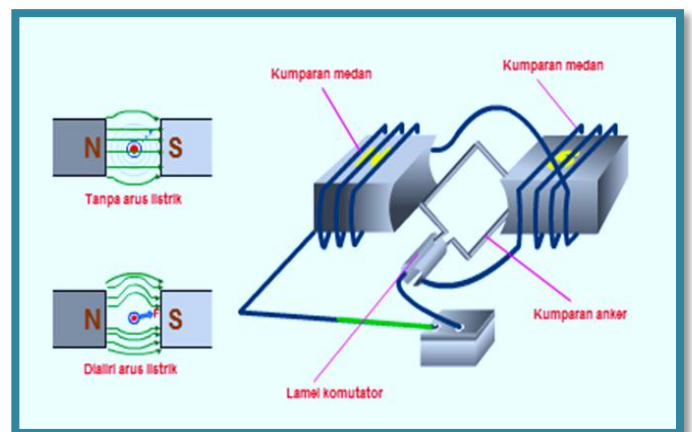 Kumparan medan
Kumparan medan
N S
Tanpa arus listrik
N F S
Dialiri arus listrik
Kumparan anker
Lamel komutator